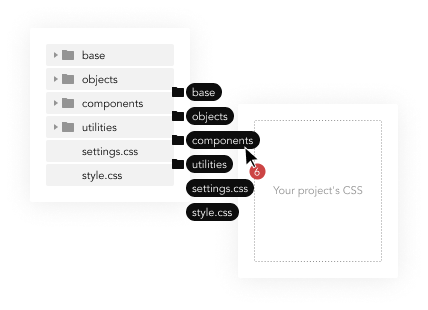 base
objects
components
utilities
settings.css
style.css
base
objects
components
utilities
settings.css
style.css
6
Your project's CSS